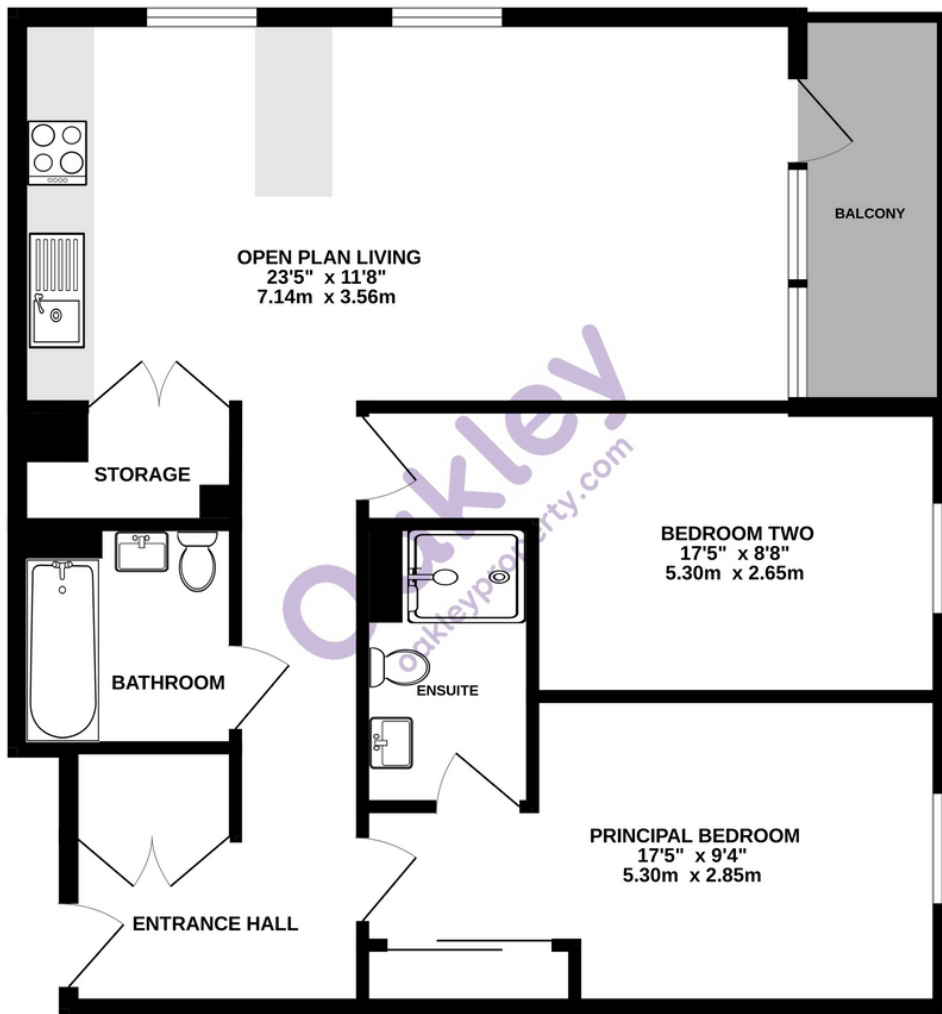 BALCONY
OPEN PLAN LIVING
23'5" x 11'8"
7.14m x 3.56m
STORAGE
BEDROOM TWO
17'5" x 8'8"
5.30m x 2.65m
BATHROOM
ENSUITE
PRINCIPAL BEDROOM
17'5" x 9'4"
5.30m x 2.85m
ENTRANCE HALL
Oakley
oakleyproperty.com